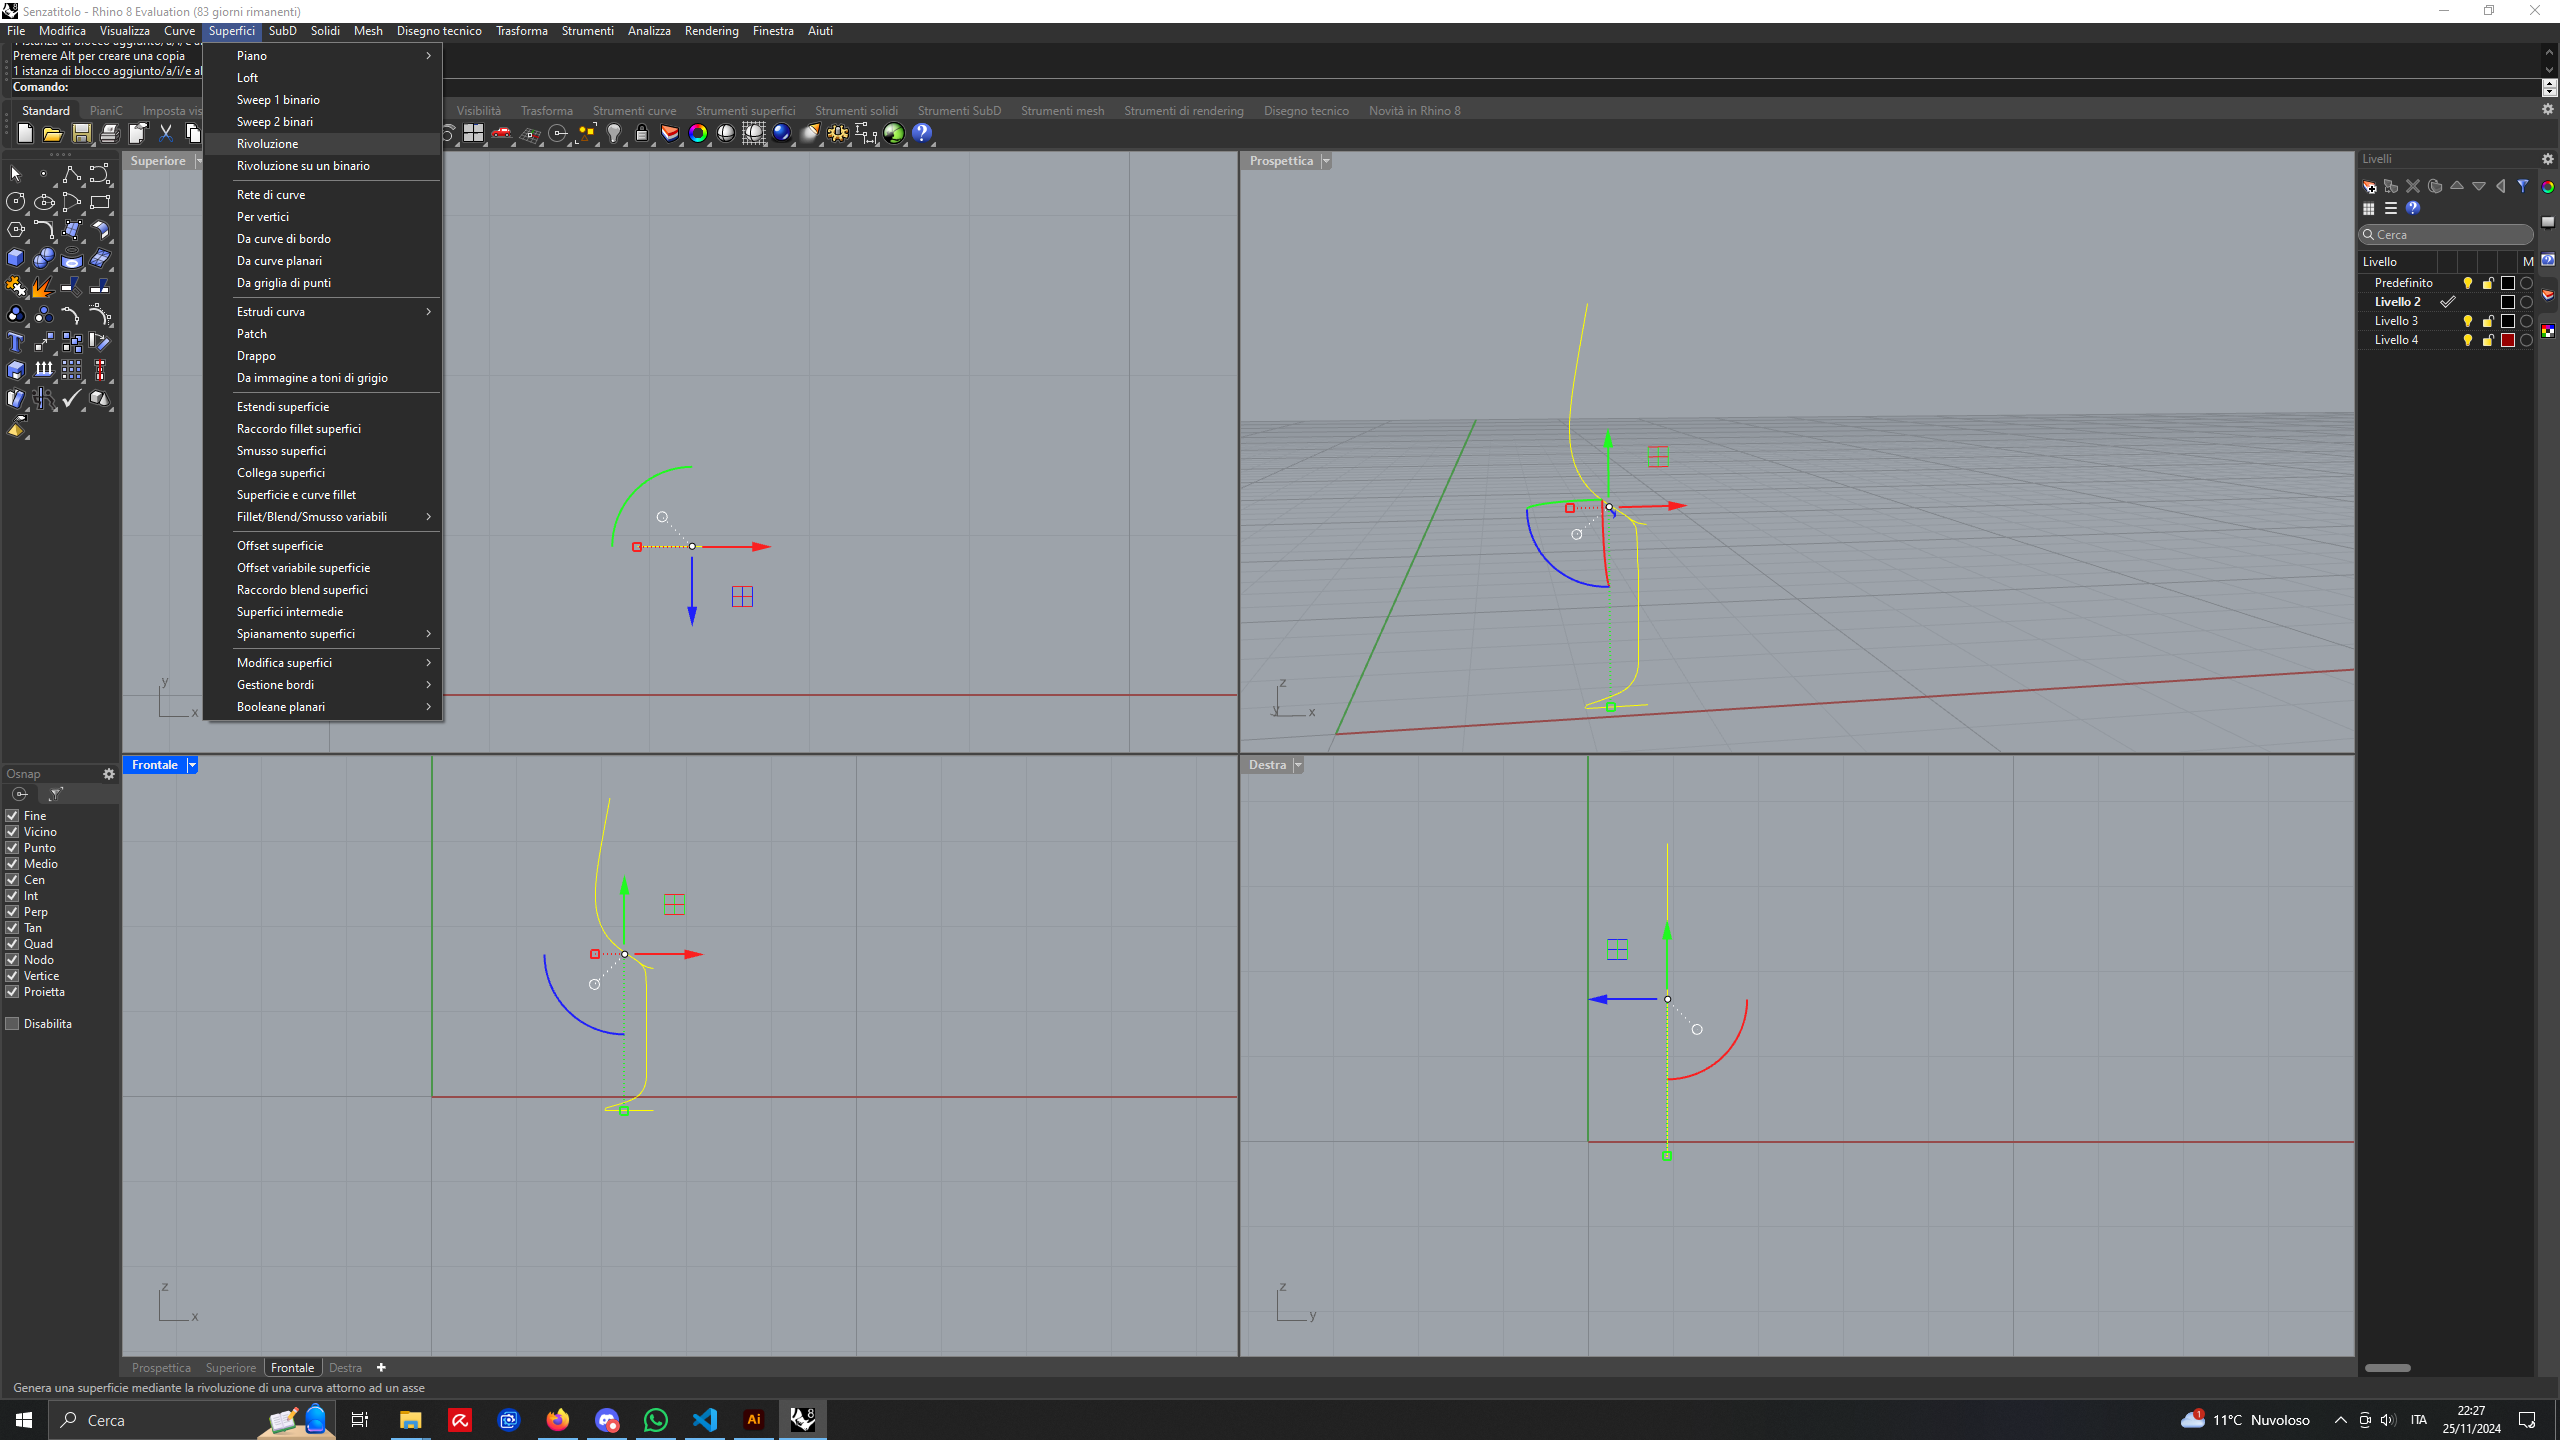 Senzatitolo - Rhino 8 Evaluation (83 giorni rimanenti)
File Modifica Visualizza Curve Superfici SubD Solidi Mesh Disegno tecnico Trasforma Strumenti Analizza Rendering Finestra Aiuti
Premere Alt per creare una copia
1 istanza di blocco aggiunto/a/i/e al
Comando:
Standard PianiC Imposta vis Visibilità Trasforma Strumenti curve Strumenti superfici Strumenti solidi Strumenti SubD Strumenti mesh Strumenti di rendering Disegno tecnico Novità in Rhino 8
Piano
Loft
Sweep 1 binario
Sweep 2 binari
Rivoluzione
Rivoluzione su un binario
Rete di curve
Per vertici
Da curve di bordo
Da curve planari
Da griglia di punti
Estrudi curva
Patch
Drappo
Da immagine a toni di grigio
Estendi superficie
Raccordo fillet superfici
Smusso superfici
Collega superfici
Superficie e curve fillet
Fillet/Blend/Smusso variabili
Offset superficie
Offset variabile superficie
Raccordo blend superfici
Superfici intermedie
Spianamento superfici
Modifica superfici
Gestione bordi
Booleane planari
Superiore
y
x
Prospettica
z
y
x
Livelli
Cerca
Livello M
Predefinito
Livello 2
Livello 3
Livello 4
Osnap
Fine
Vicino
Punto
Medio
Cen
Int
Perp
Tan
Quad
Nodo
Vertice
Proietta
Disabilita
Frontale
z
x
Destra
z
y
Prospettica Superiore Frontale Destra
Genera una superficie mediante la rivoluzione di una curva attorno ad un asse
Cerca
Ai
8
1
11°C Nuvoloso
ITA
22:27
25/11/2024